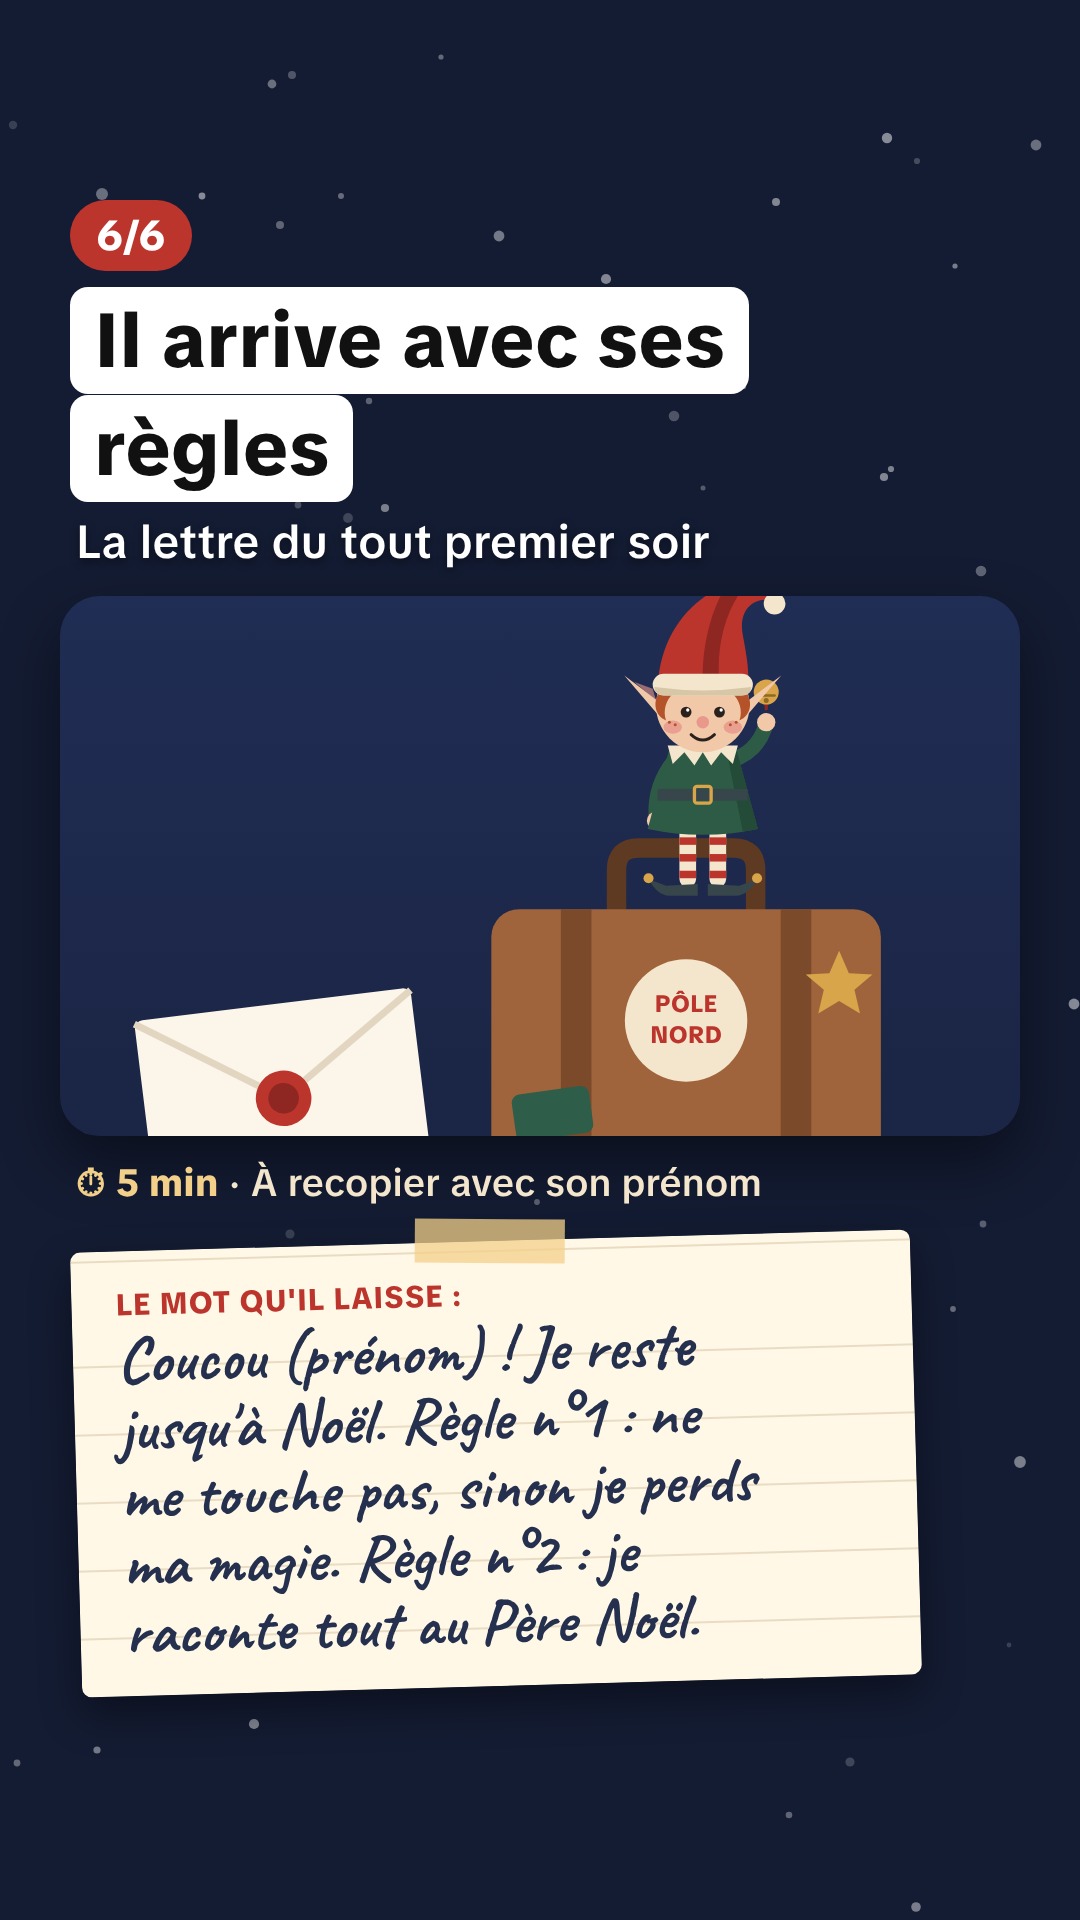 6/6
Il arrive avec ses
règles
La lettre du tout premier soir
PÔLE
NORD
⏱ 5 min · À recopier avec son prénom
LE MOT QU'IL LAISSE :
Coucou (prénom) ! Je reste
jusqu'à Noël. Règle n°1 : ne
me touche pas, sinon je perds
ma magie. Règle n°2 : je
raconte tout au Père Noël.